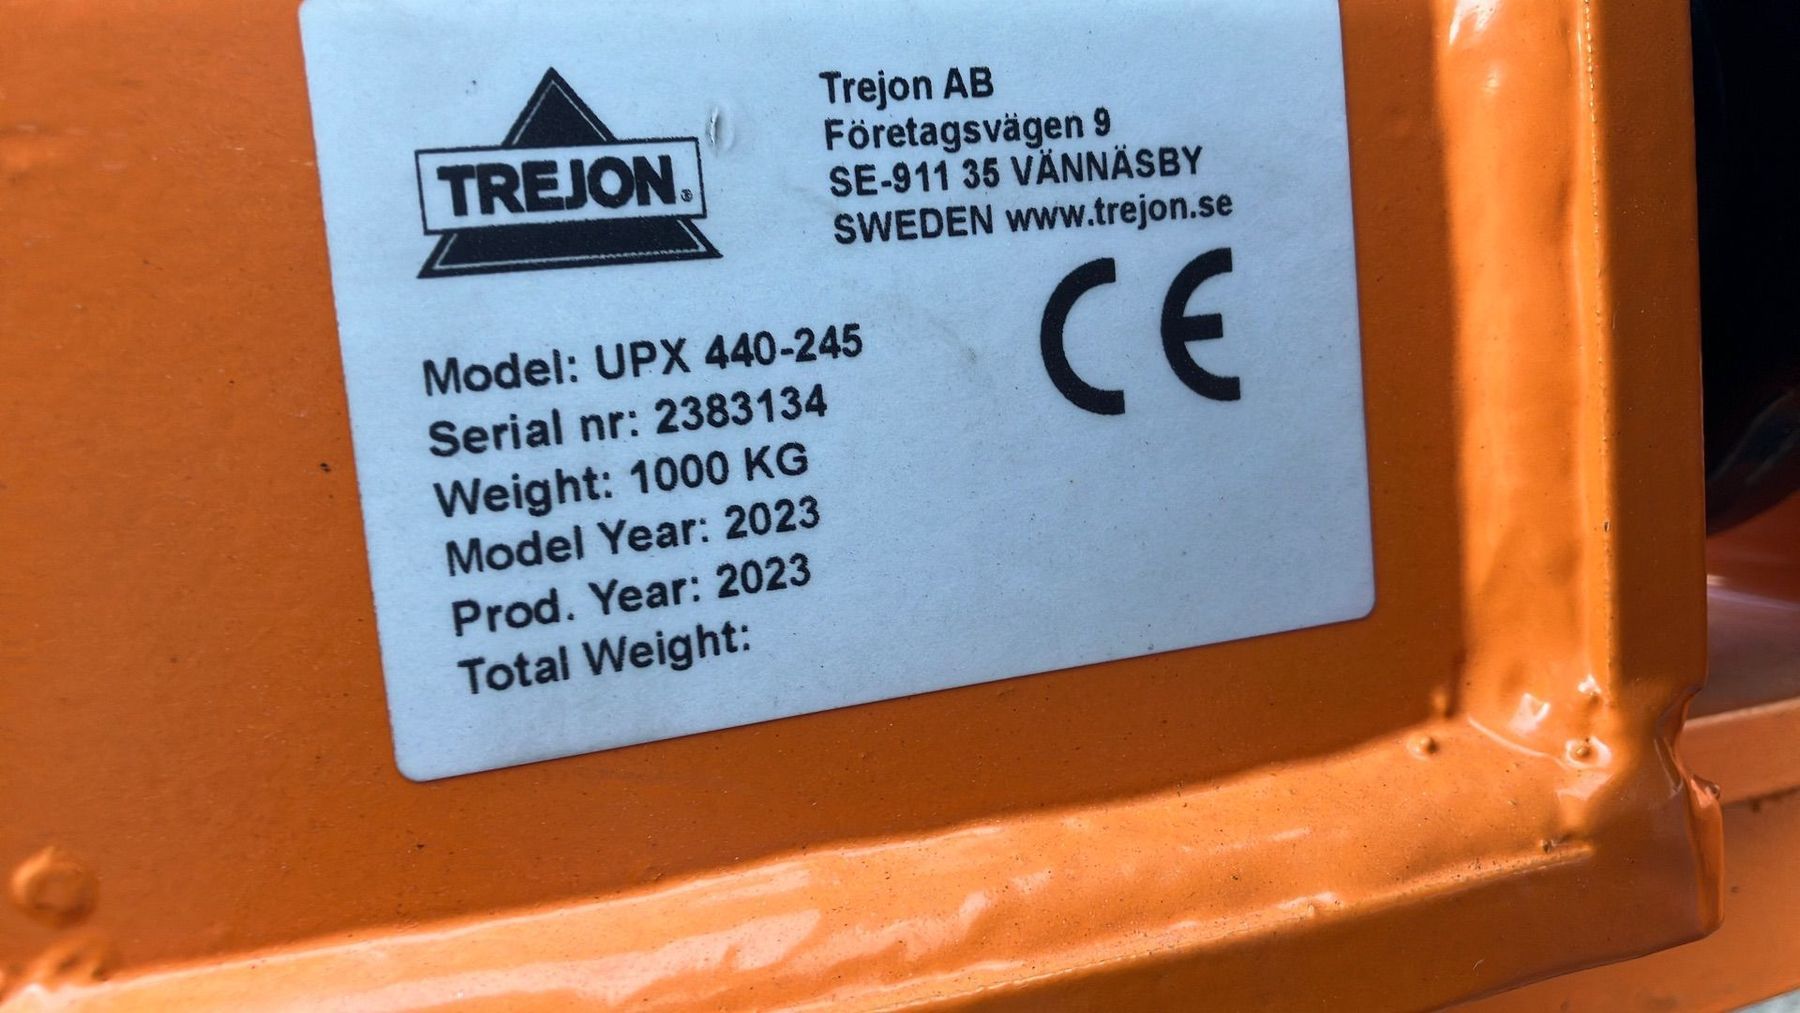 TREJON®
Trejon AB
Företagsvägen 9
SE-911 35 VÄNNÄSBY
SWEDEN www.trejon.se
CE
Model: UPX 440-245
Serial nr: 2383134
Weight: 1000 KG
Model Year: 2023
Prod. Year: 2023
Total Weight: